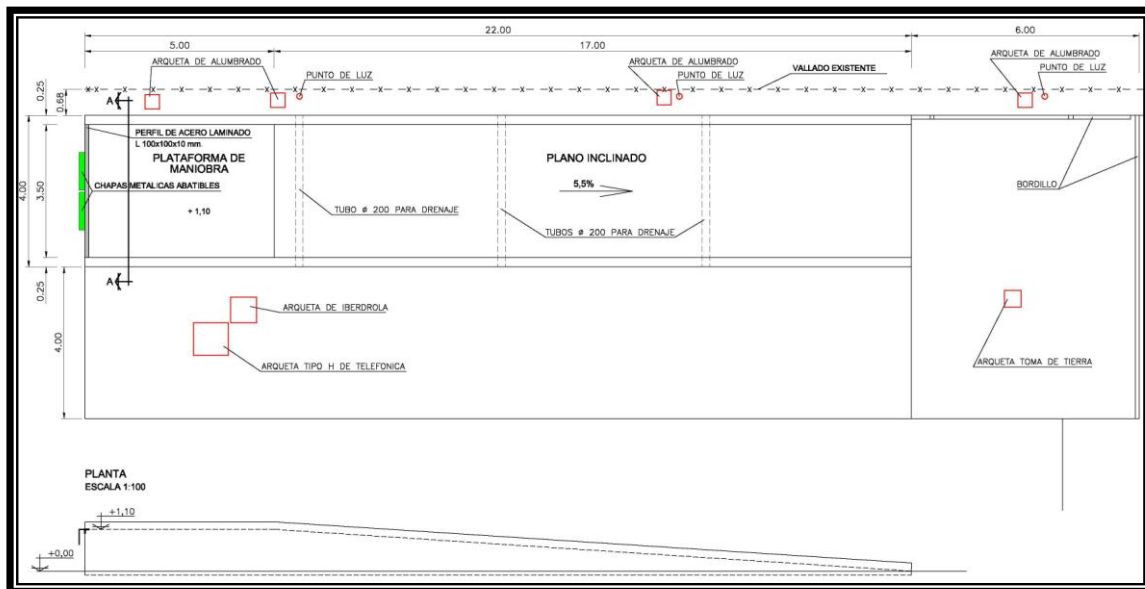 22.00
6.00
5.00
17.00
ARQUETA DE ALUMBRADO
PUNTO DE LUZ
ARQUETA DE ALUMBRADO
PUNTO DE LUZ
VALLADO EXISTENTE
ARQUETA DE ALUMBRADO
PUNTO DE LUZ
0.25
0.68
A
PERFIL DE ACERO LAMINADO
L 100x100x10 mm.
PLATAFORMA DE
MANIOBRA
CHAPAS METALICAS ABATIBLES
+ 1,10
PLANO INCLINADO
5,5%
BORDILLO
4.00
3.50
TUBO ø 200 PARA DRENAJE
TUBOS ø 200 PARA DRENAJE
A
0.25
4.00
ARQUETA DE IBERDROLA
ARQUETA TIPO H DE TELEFONICA
ARQUETA TOMA DE TIERRA
PLANTA
ESCALA 1:100
+1,10
+0,00